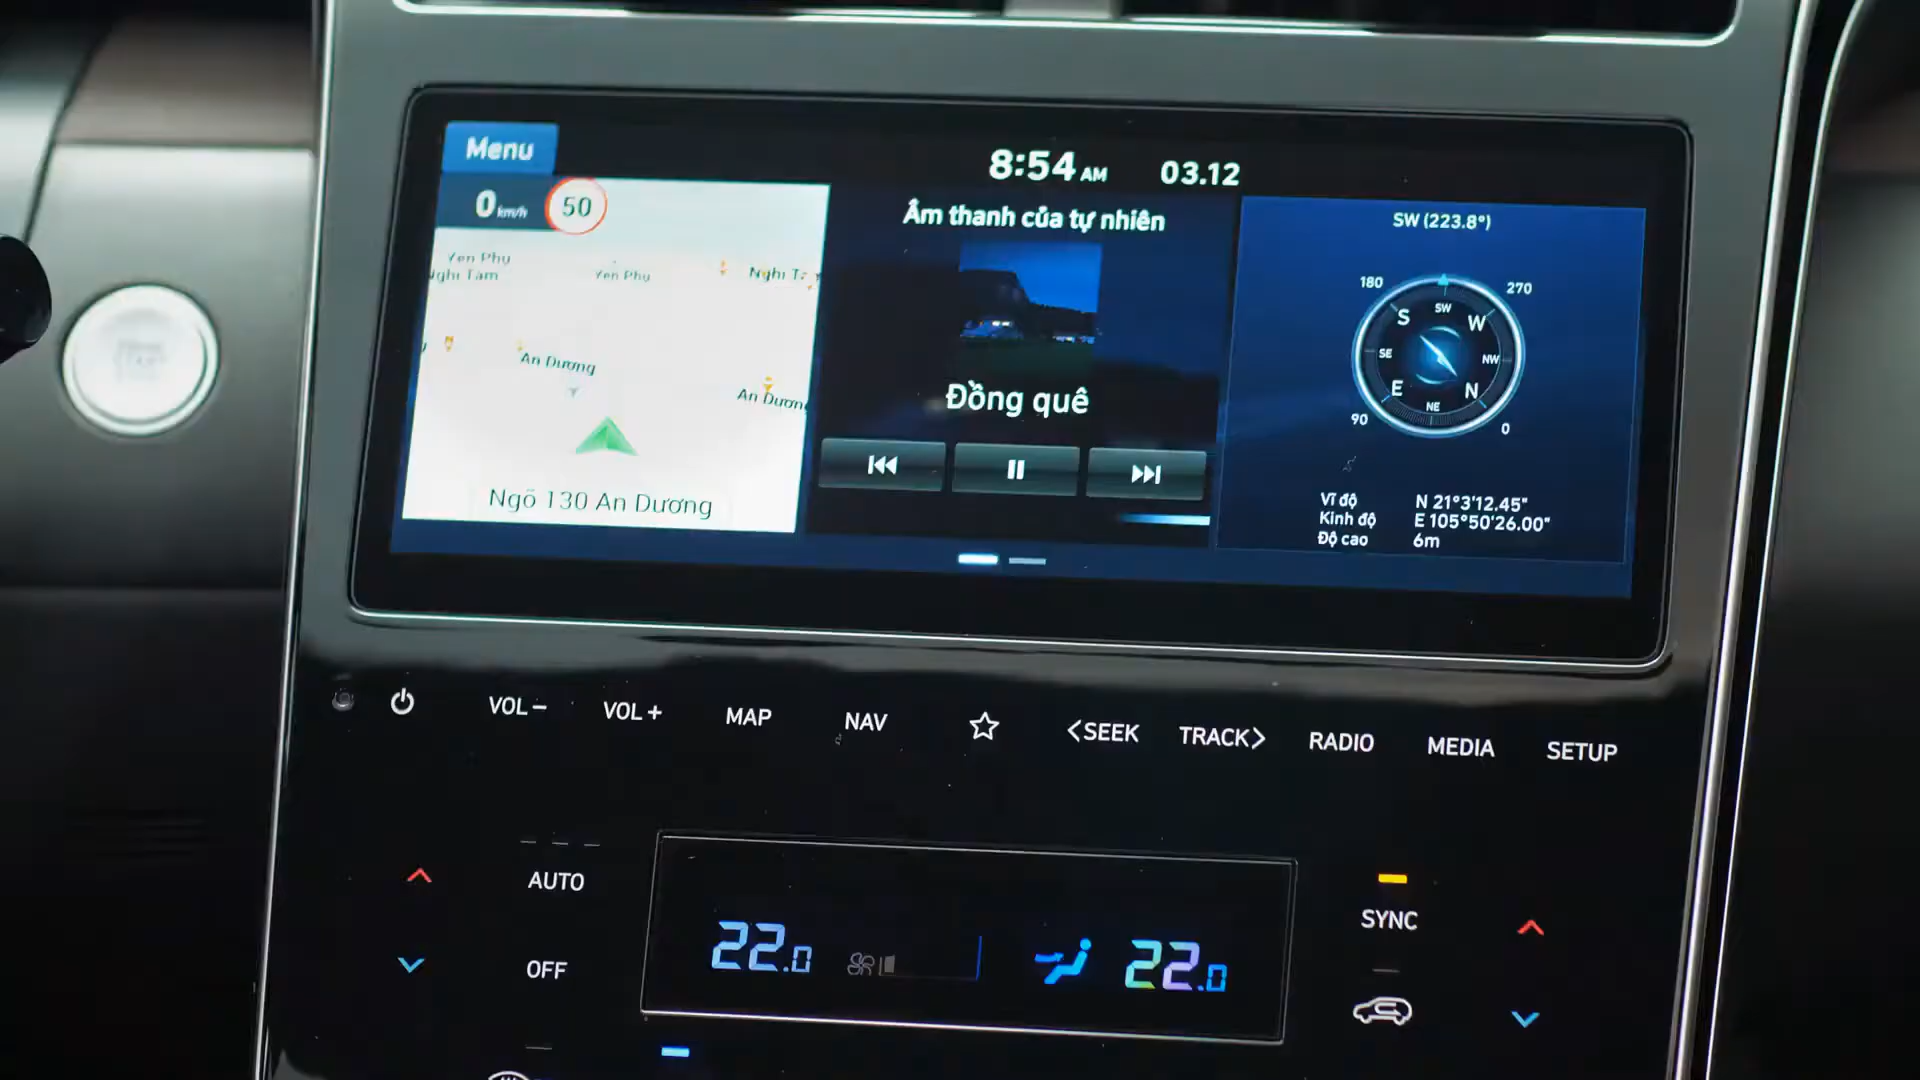 Menu
8:54 AM 03.12
0 km/h 50
Âm thanh của tự nhiên
SW (223.8°)
Yên Phụ
Nghi Tàm
Yên Phụ
180
270
SW
S
W
SE
NW
E
N
NE
90
0
An Dương
An Dương
Đồng quê
Ngõ 130 An Dương
Vĩ độ N 21°3'12.45"
Kinh độ E 105°50'26.00"
Độ cao 6m
VOL − VOL + MAP NAV <SEEK TRACK> RADIO MEDIA SETUP
AUTO
SYNC
22.0 22.0
OFF